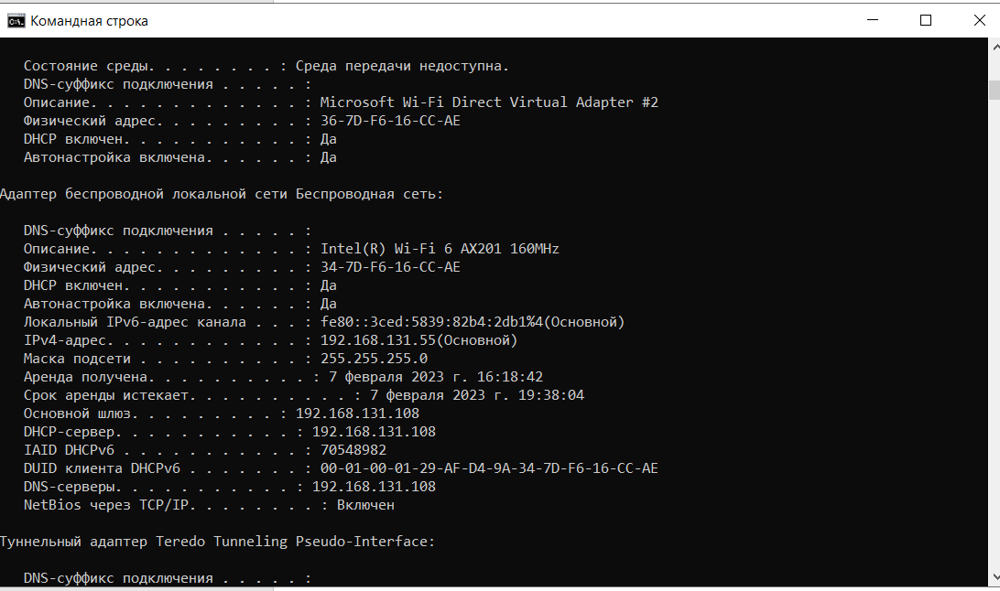 Командная строка
Состояние среды. . . . . . . . : Среда передачи недоступна.
DNS-суффикс подключения . . . . . :
Описание. . . . . . . . . . . . . : Microsoft Wi-Fi Direct Virtual Adapter #2
Физический адрес. . . . . . . . . : 36-7D-F6-16-CC-AE
DHCP включен. . . . . . . . . . . : Да
Автонастройка включена. . . . . . : Да
Адаптер беспроводной локальной сети Беспроводная сеть:
DNS-суффикс подключения . . . . . :
Описание. . . . . . . . . . . . . : Intel(R) Wi-Fi 6 AX201 160MHz
Физический адрес. . . . . . . . . : 34-7D-F6-16-CC-AE
DHCP включен. . . . . . . . . . . : Да
Автонастройка включена. . . . . . : Да
Локальный IPv6-адрес канала . . . : fe80::3ced:5839:82b4:2db1%4(Основной)
IPv4-адрес. . . . . . . . . . . . : 192.168.131.55(Основной)
Маска подсети . . . . . . . . . . : 255.255.255.0
Аренда получена. . . . . . . . . . : 7 февраля 2023 г. 16:18:42
Срок аренды истекает. . . . . . . . . . : 7 февраля 2023 г. 19:38:04
Основной шлюз. . . . . . . . . : 192.168.131.108
DHCP-сервер. . . . . . . . . . . : 192.168.131.108
IAID DHCPv6 . . . . . . . . . . . : 70548982
DUID клиента DHCPv6 . . . . . . . : 00-01-00-01-29-AF-D4-9A-34-7D-F6-16-CC-AE
DNS-серверы. . . . . . . . . . . : 192.168.131.108
NetBios через TCP/IP. . . . . . . . : Включен
Туннельный адаптер Teredo Tunneling Pseudo-Interface:
DNS-суффикс подключения . . . . . :